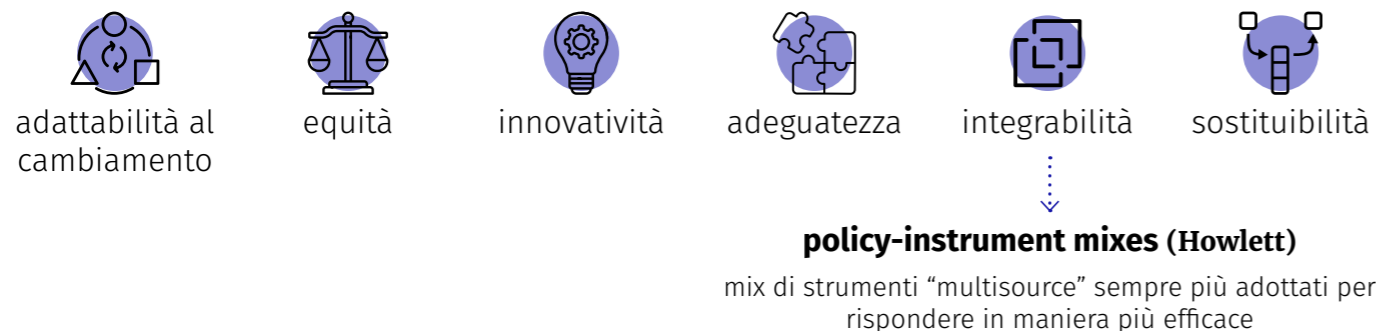 adattabilità al
cambiamento
equità
innovatività
adeguatezza
integrabilità
sostituibilità
policy-instrument mixes (Howlett)
mix di strumenti “multisource” sempre più adottati per
rispondere in maniera più efficace